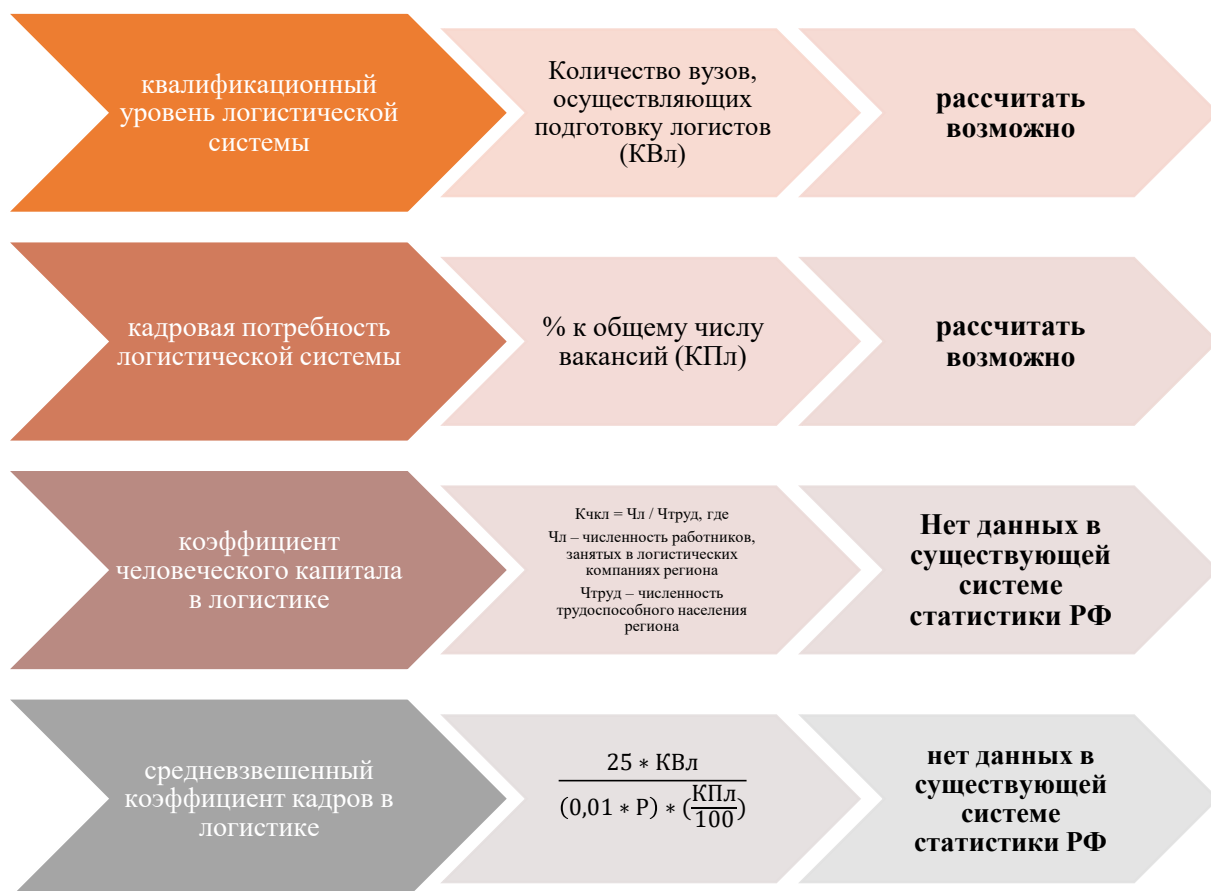 квалификационный
уровень логистической
системы
Количество вузов,
осуществляющих
подготовку логистов
(КВл)
рассчитать
возможно
кадровая потребность
логистической системы
% к общему числу
вакансий (КПл)
рассчитать
возможно
коэффициент
человеческого капитала
в логистике
Кчкл = Чл / Чтруд, где
Чл – численность работников,
занятых в логистических
компаниях региона
Чтруд – численность
трудоспособного населения
региона
Нет данных в
существующей
системе
статистики РФ
средневзвешенный
коэффициент кадров в
логистике
25 * КВл
(0,01 * Р) * (КПл/100)
нет данных в
существующей
системе
статистики РФ